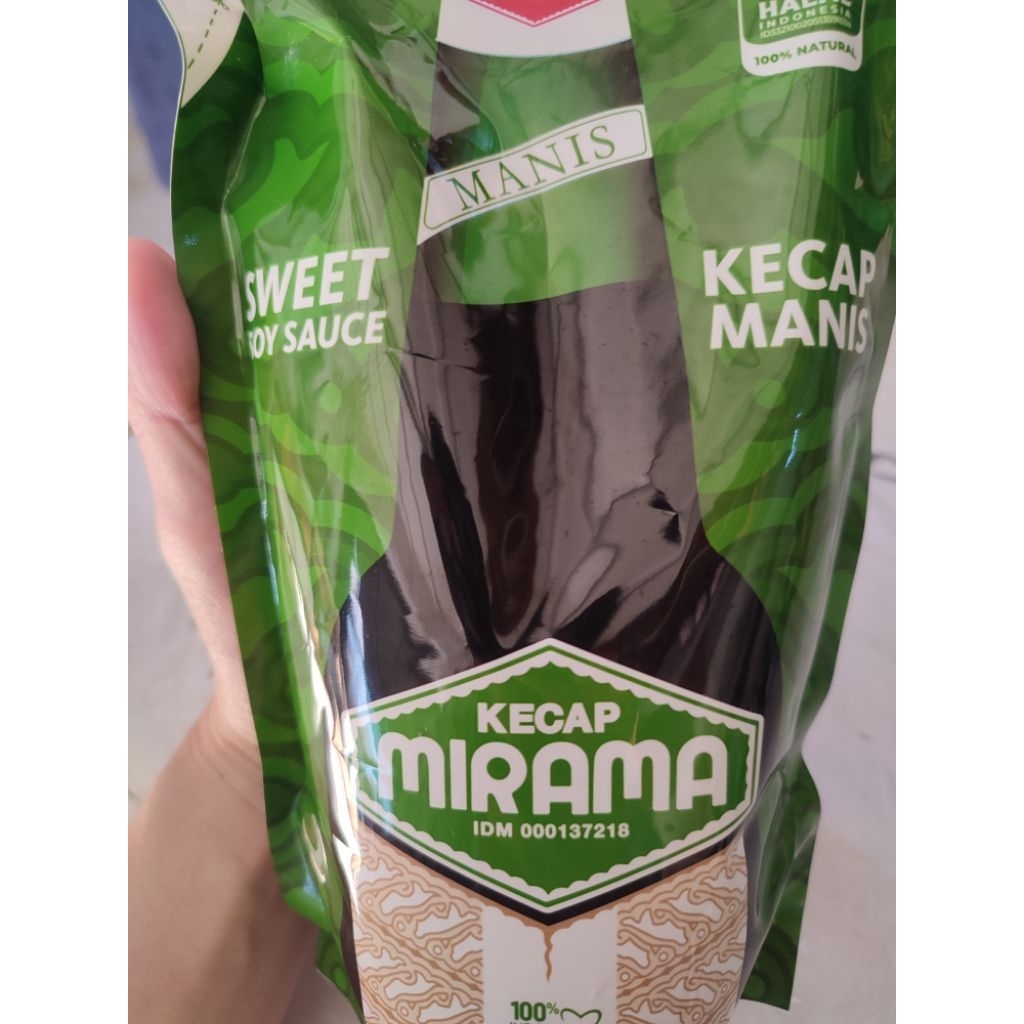 HALAL
INDONESIA
100% NATURAL
MANIS
SWEET
SOY SAUCE
KECAP
MANIS
KECAP
MIRAMA
IDM 000137218
100%